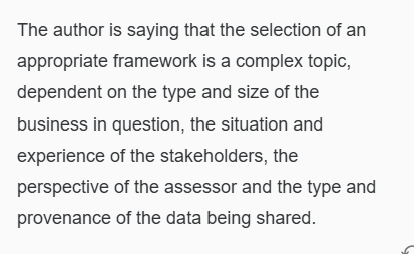 The author is saying that the selection of an
appropriate framework is a complex topic,
dependent on the type and size of the
business in question, the situation and
experience of the stakeholders, the
perspective of the assessor and the type and
provenance of the data being shared.